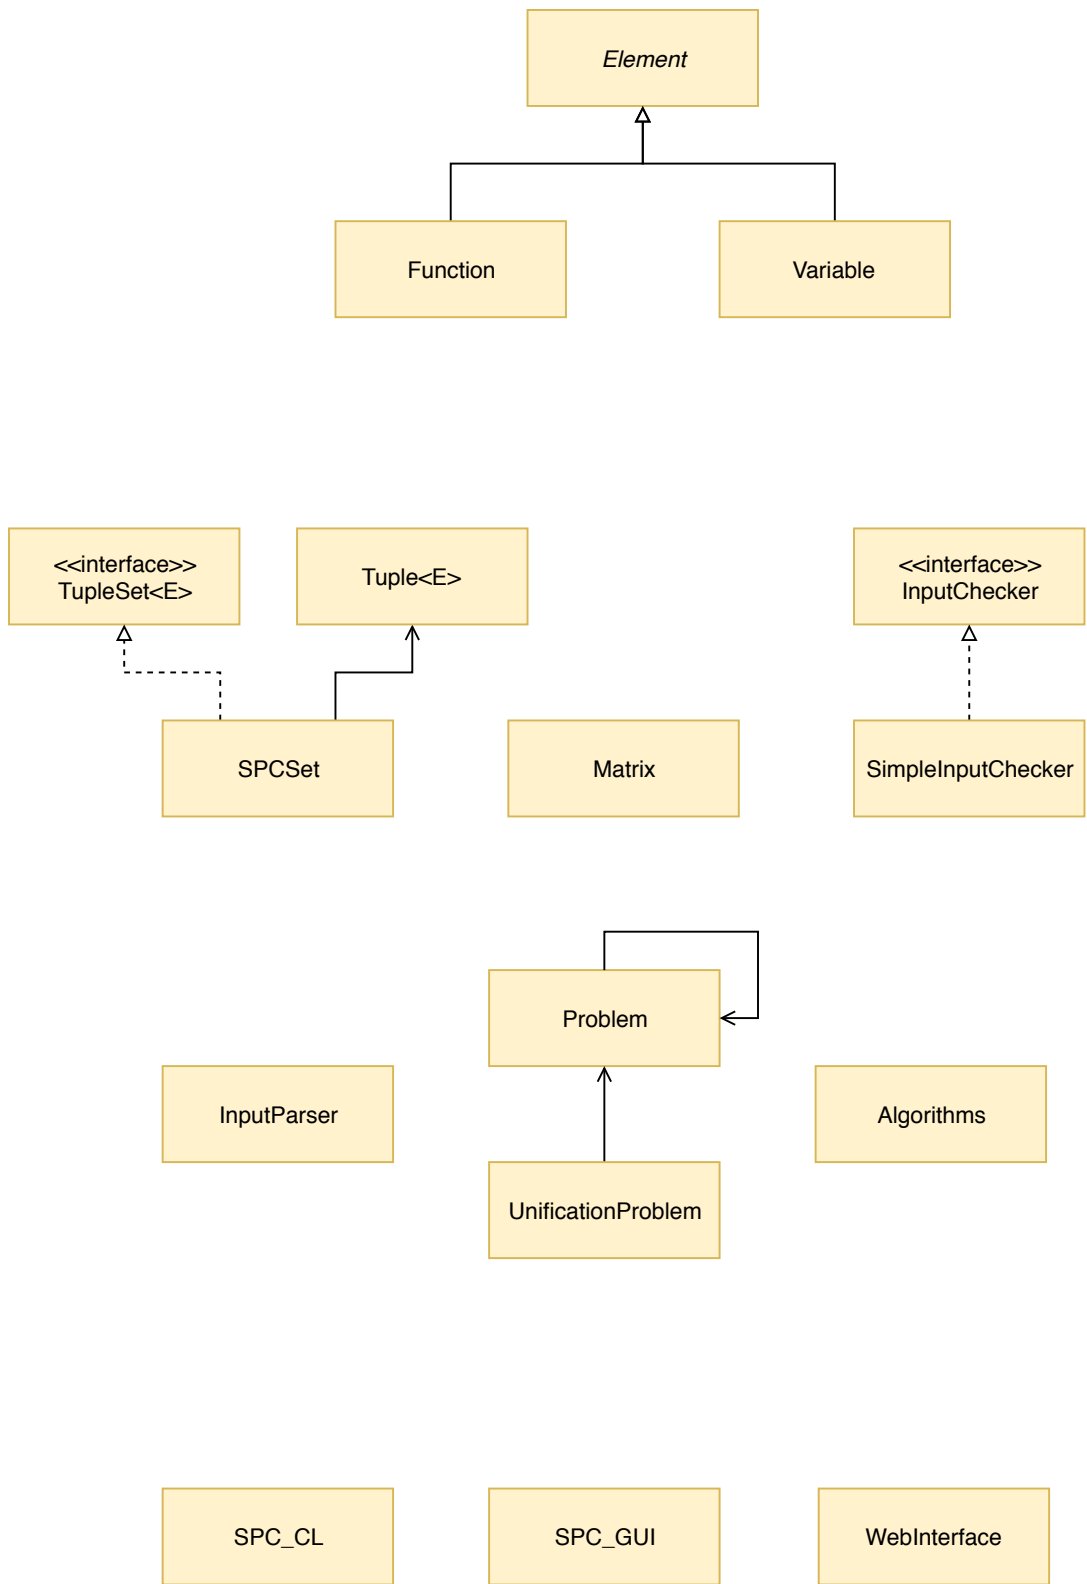 Element
Function
Variable
<<interface>>
TupleSet<E>
Tuple<E>
<<interface>>
InputChecker
SPCSet
Matrix
SimpleInputChecker
Problem
InputParser
Algorithms
UnificationProblem
SPC_CL
SPC_GUI
WebInterface